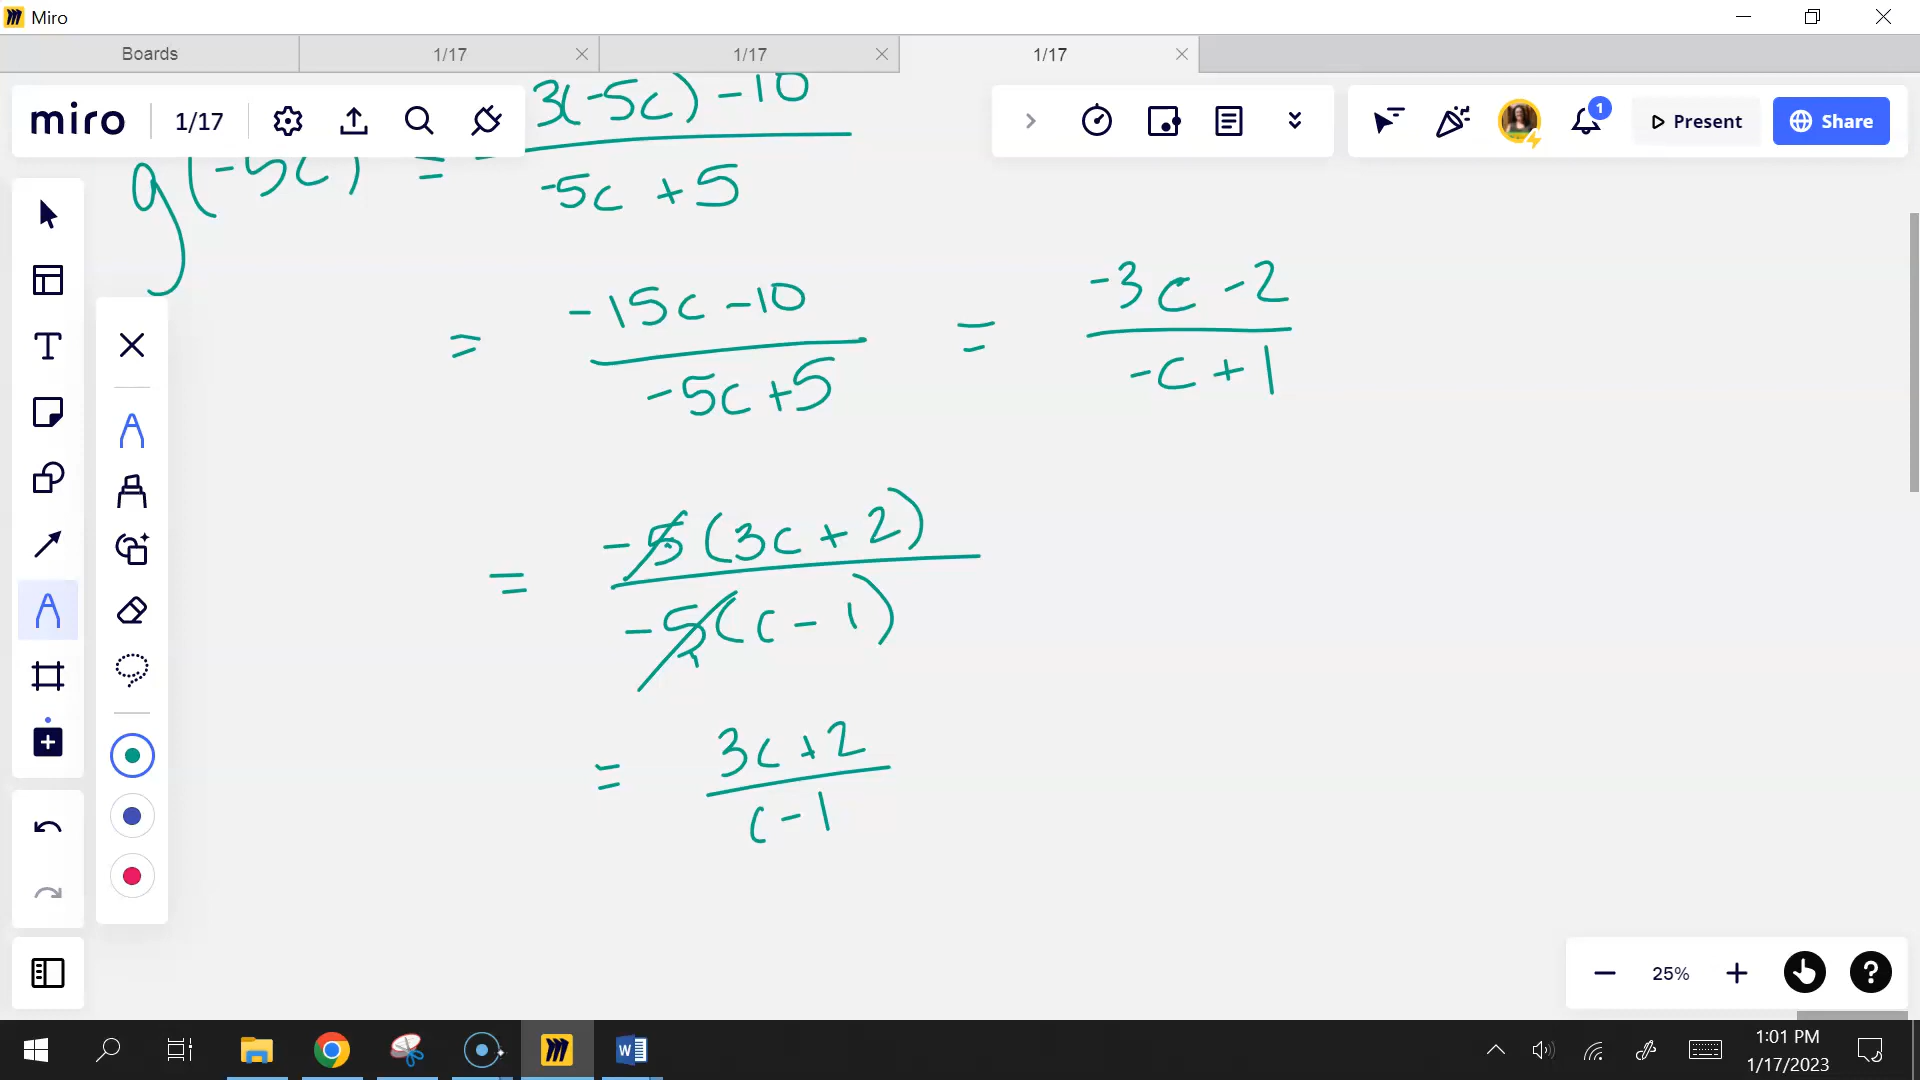 Miro
Boards 1/17 1/17 1/17
miro 1/17 Present Share 1
3(-5c) -10
g(-5c) =
-5c + 5
= -15c -10 = -3c -2
-5c +5 -c + 1
= -5 (3c + 2)
-5 (c - 1)
= 3c + 2
c - 1
25%
1:01 PM
1/17/2023